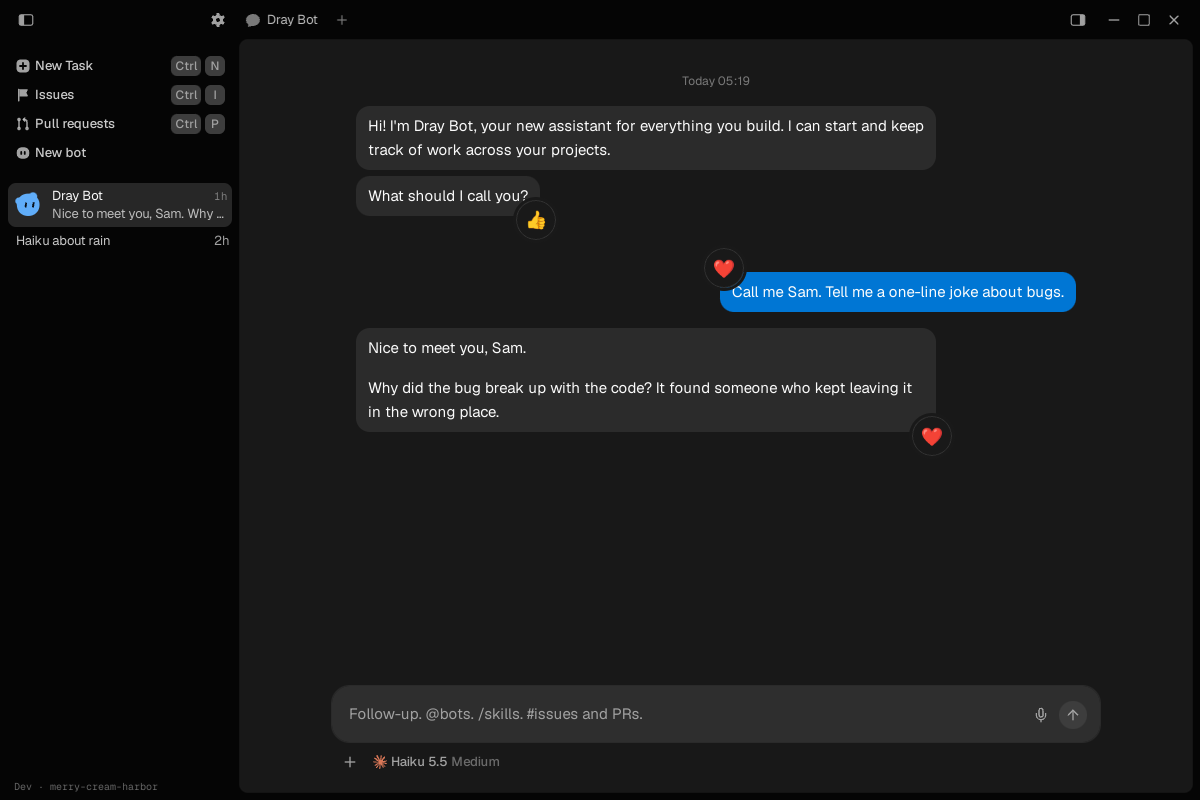 Dray Bot
New Task Ctrl N
Issues Ctrl I
Pull requests Ctrl P
New bot
Dray Bot 1h
Nice to meet you, Sam. Why …
Haiku about rain 2h
Today 05:19
Hi! I'm Dray Bot, your new assistant for everything you build. I can start and keep
track of work across your projects.
What should I call you?
Call me Sam. Tell me a one-line joke about bugs.
Nice to meet you, Sam.
Why did the bug break up with the code? It found someone who kept leaving it
in the wrong place.
Follow-up. @bots. /skills. #issues and PRs.
Haiku 5.5 Medium
Dev · merry-cream-harbor